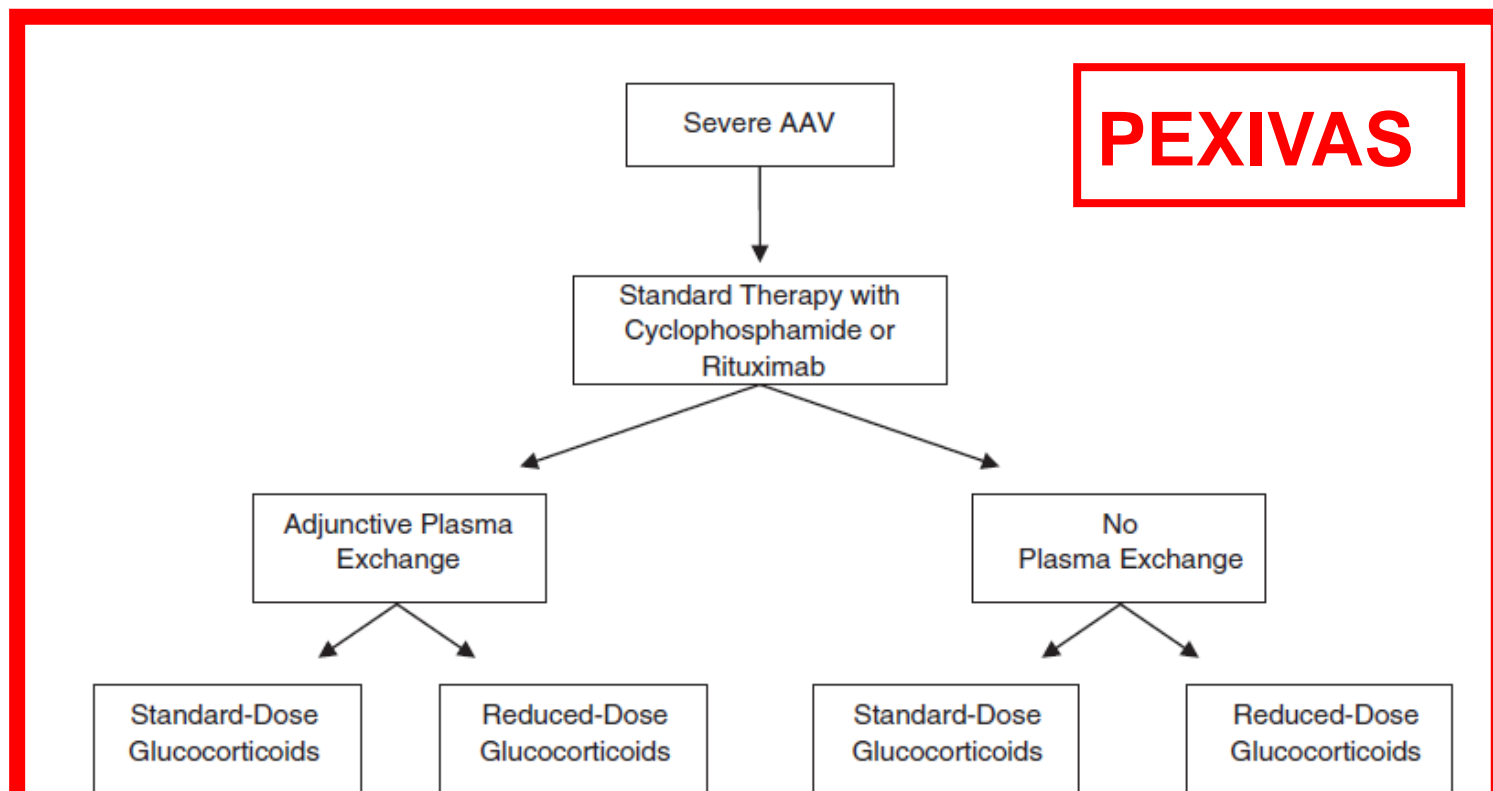 PEXIVAS
Severe AAV
Standard Therapy with
Cyclophosphamide or
Rituximab
Adjunctive Plasma
Exchange
No
Plasma Exchange
Standard-Dose
Glucocorticoids
Reduced-Dose
Glucocorticoids
Standard-Dose
Glucocorticoids
Reduced-Dose
Glucocorticoids